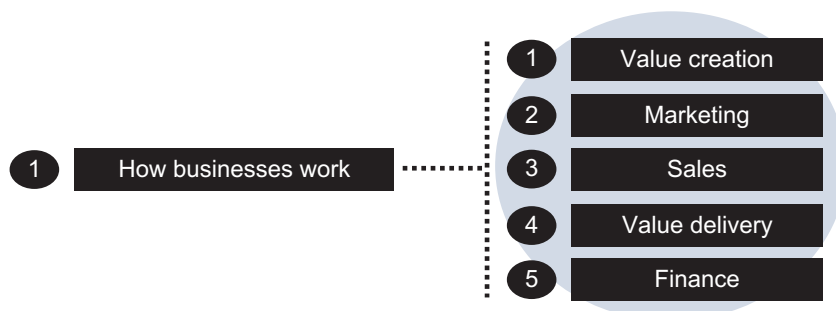 1 How businesses work
1 Value creation
2 Marketing
3 Sales
4 Value delivery
5 Finance